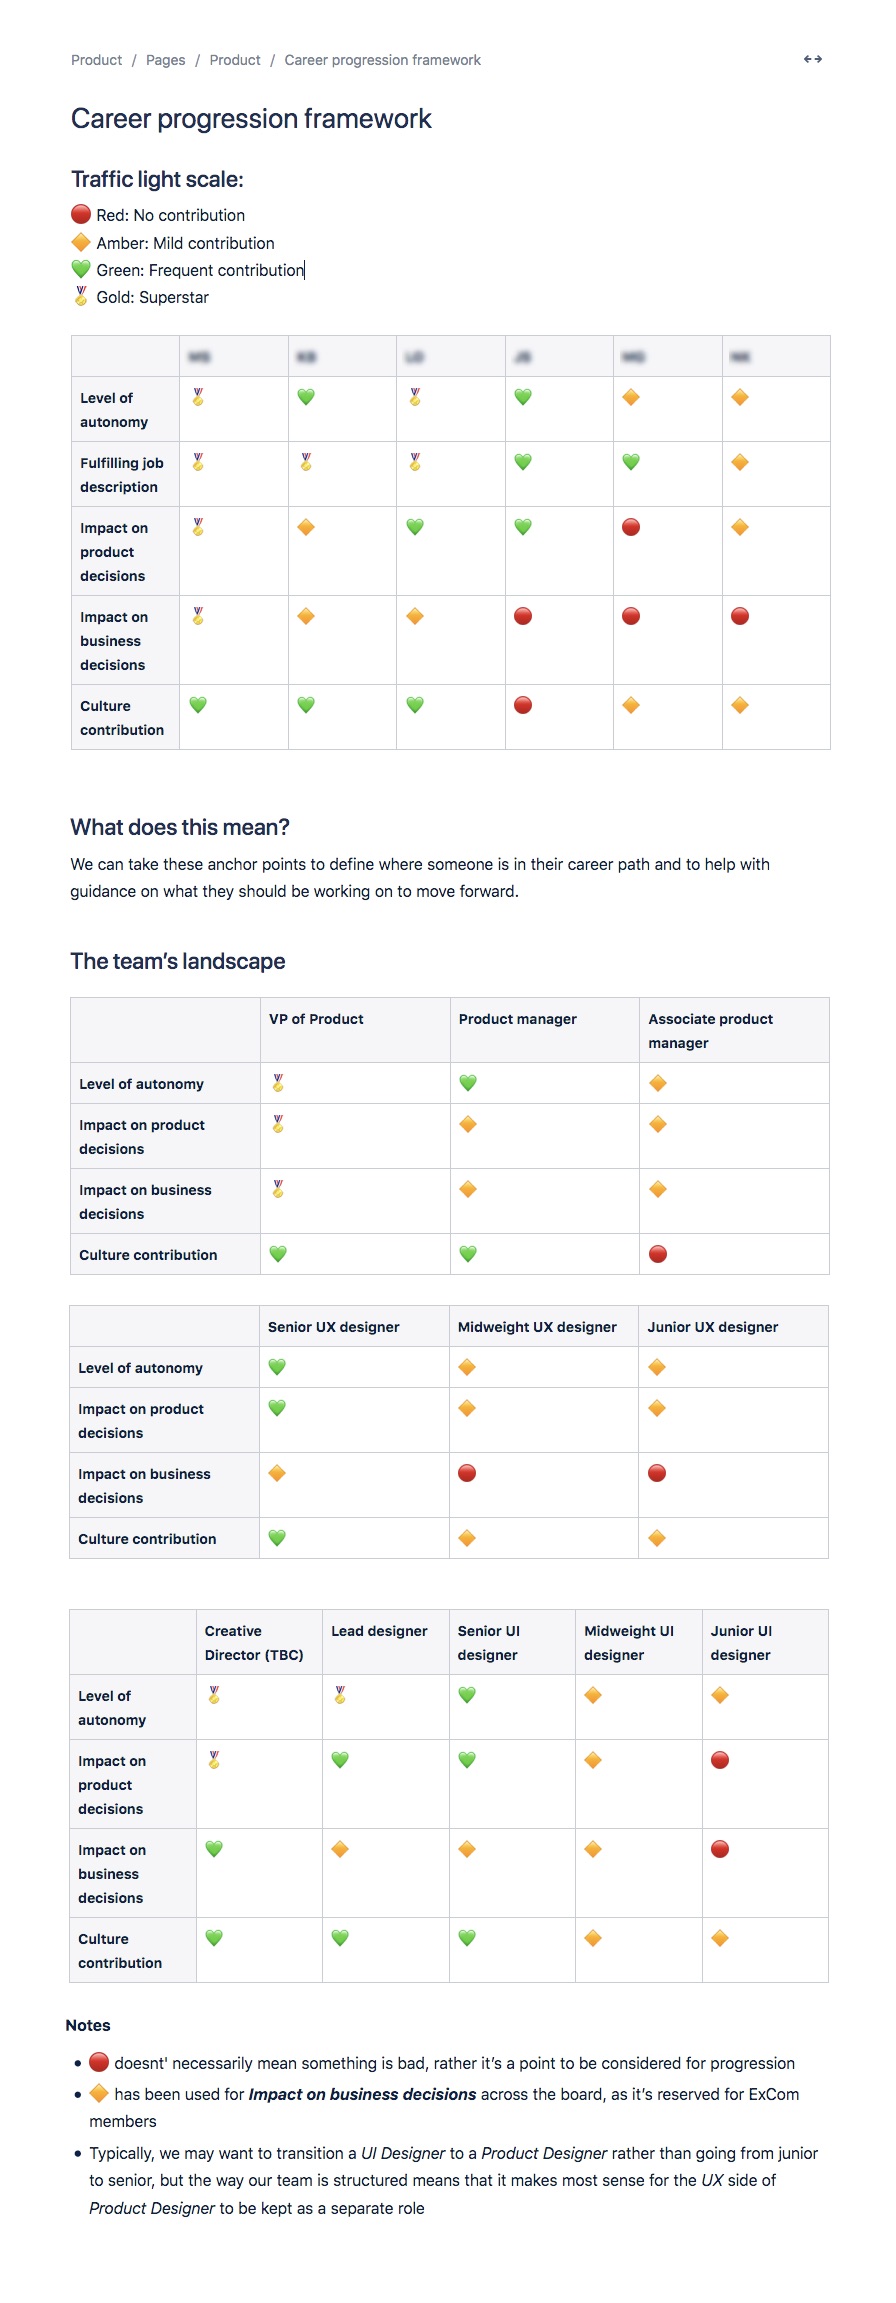 Product / Pages / Product / Career progression framework
Career progression framework
Traffic light scale:
Red: No contribution
Amber: Mild contribution
Green: Frequent contribution
Gold: Superstar
Level of
autonomy
Fulfilling job
description
Impact on
product
decisions
Impact on
business
decisions
Culture
contribution
What does this mean?
We can take these anchor points to define where someone is in their career path and to help with
guidance on what they should be working on to move forward.
The team's landscape
VP of Product Product manager Associate product
manager
Level of autonomy
Impact on product
decisions
Impact on business
decisions
Culture contribution
Senior UX designer Midweight UX designer Junior UX designer
Level of autonomy
Impact on product
decisions
Impact on business
decisions
Culture contribution
Creative Lead designer Senior UI Midweight UI Junior UI
Director (TBC) designer designer designer
Level of
autonomy
Impact on
product
decisions
Impact on
business
decisions
Culture
contribution
Notes
doesnt' necessarily mean something is bad, rather it's a point to be considered for progression
has been used for Impact on business decisions across the board, as it's reserved for ExCom
members
Typically, we may want to transition a UI Designer to a Product Designer rather than going from junior
to senior, but the way our team is structured means that it makes most sense for the UX side of
Product Designer to be kept as a separate role